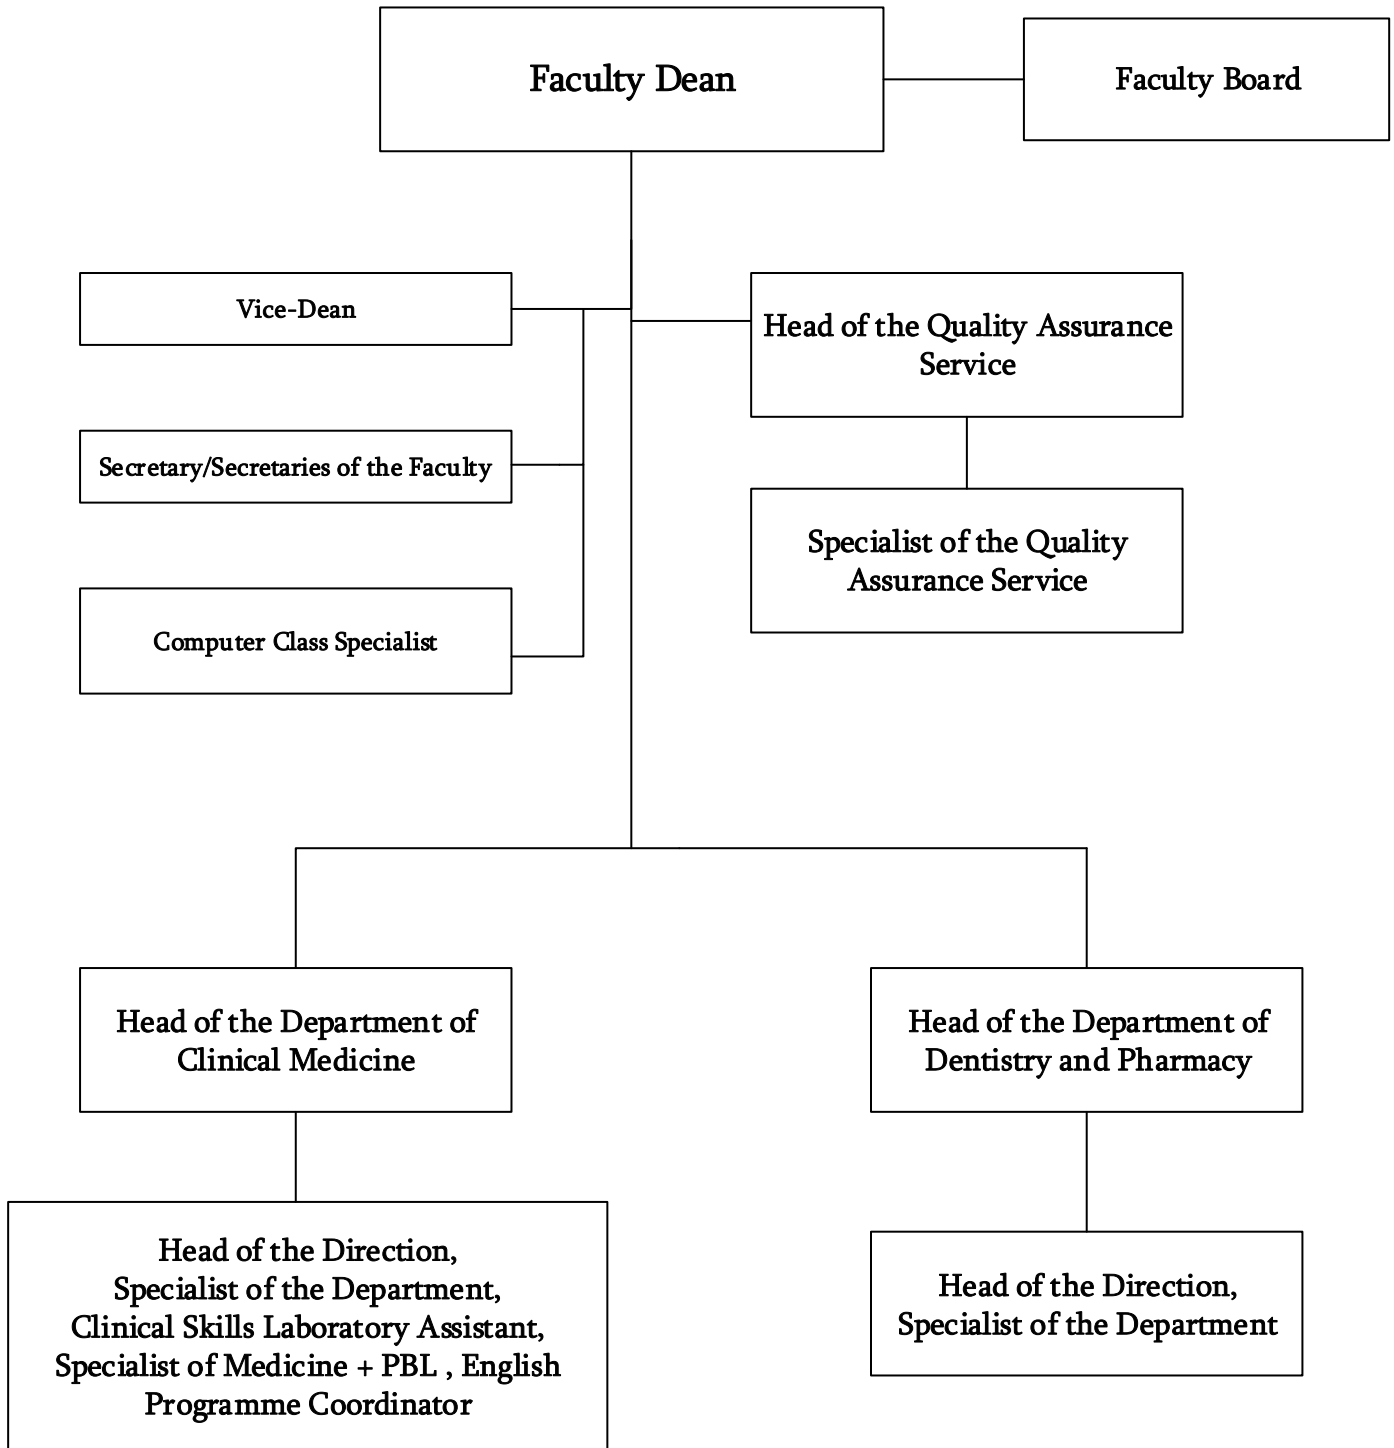 Faculty Dean
Faculty Board
Vice-Dean
Head of the Quality Assurance
Service
Secretary/Secretaries of the Faculty
Specialist of the Quality
Assurance Service
Computer Class Specialist
Head of the Department of
Clinical Medicine
Head of the Department of
Dentistry and Pharmacy
Head of the Direction,
Specialist of the Department,
Clinical Skills Laboratory Assistant,
Specialist of Medicine + PBL , English
Programme Coordinator
Head of the Direction,
Specialist of the Department